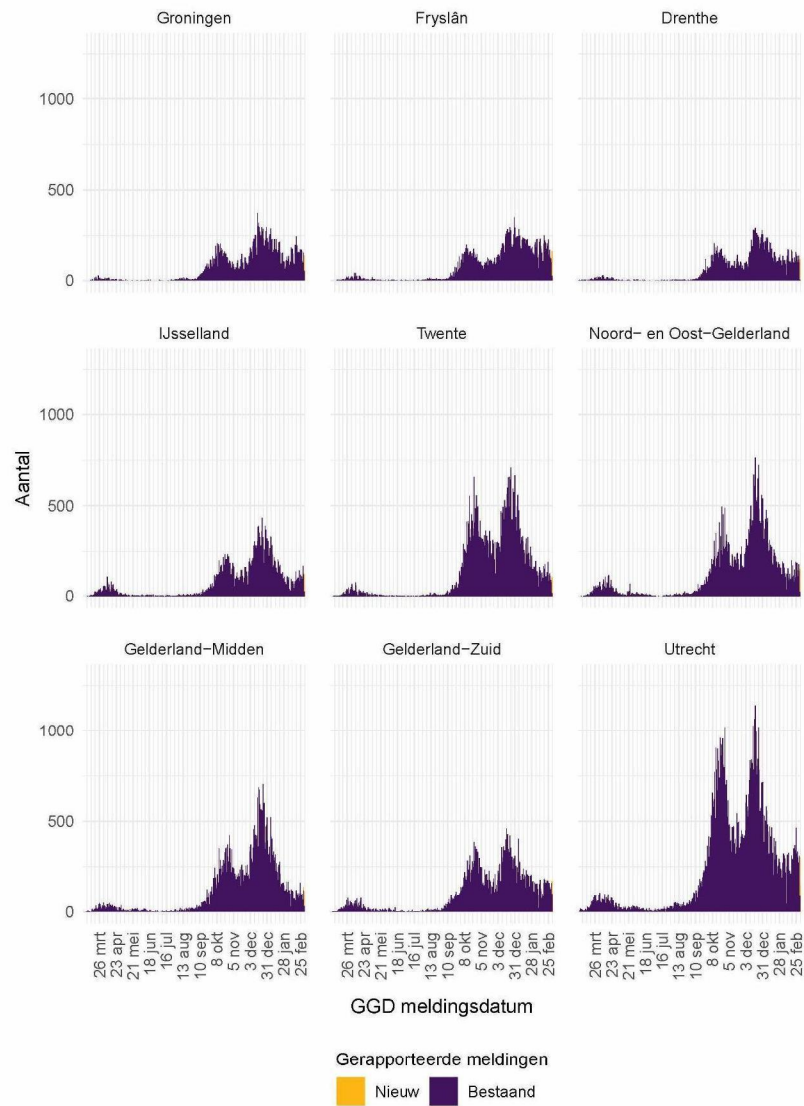 Groningen
Fryslân
Drenthe
1000
500
0
IJsselland
Twente
Noord- en Oost-Gelderland
1000
500
0
Gelderland-Midden
Gelderland-Zuid
Utrecht
1000
500
0
Aantal
26 mrt
23 apr
21 mei
18 jun
16 jul
13 aug
10 sep
8 okt
5 nov
3 dec
31 dec
28 jan
25 feb
26 mrt
23 apr
21 mei
18 jun
16 jul
13 aug
10 sep
8 okt
5 nov
3 dec
31 dec
28 jan
25 feb
26 mrt
23 apr
21 mei
18 jun
16 jul
13 aug
10 sep
8 okt
5 nov
3 dec
31 dec
28 jan
25 feb
GGD meldingsdatum
Gerapporteerde meldingen
Nieuw Bestaand